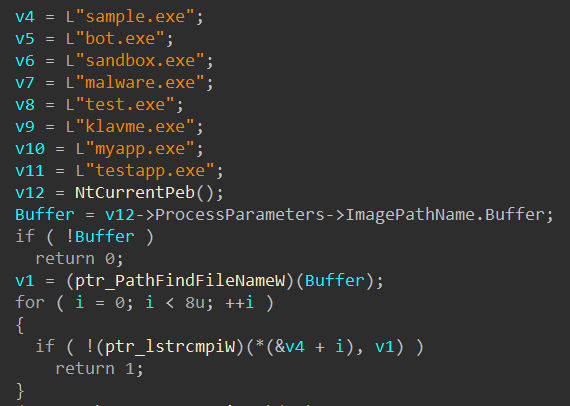 v4 = L"sample.exe";
v5 = L"bot.exe";
v6 = L"sandbox.exe";
v7 = L"malware.exe";
v8 = L"test.exe";
v9 = L"klavme.exe";
v10 = L"myapp.exe";
v11 = L"testapp.exe";
v12 = NtCurrentPeb();
Buffer = v12->ProcessParameters->ImagePathName.Buffer;
if ( !Buffer )
  return 0;
v1 = (ptr_PathFindFileNameW)(Buffer);
for ( i = 0; i < 8u; ++i )
{
  if ( !(ptr_lstrcmpiW)(*(&v4 + i), v1) )
    return 1;
}